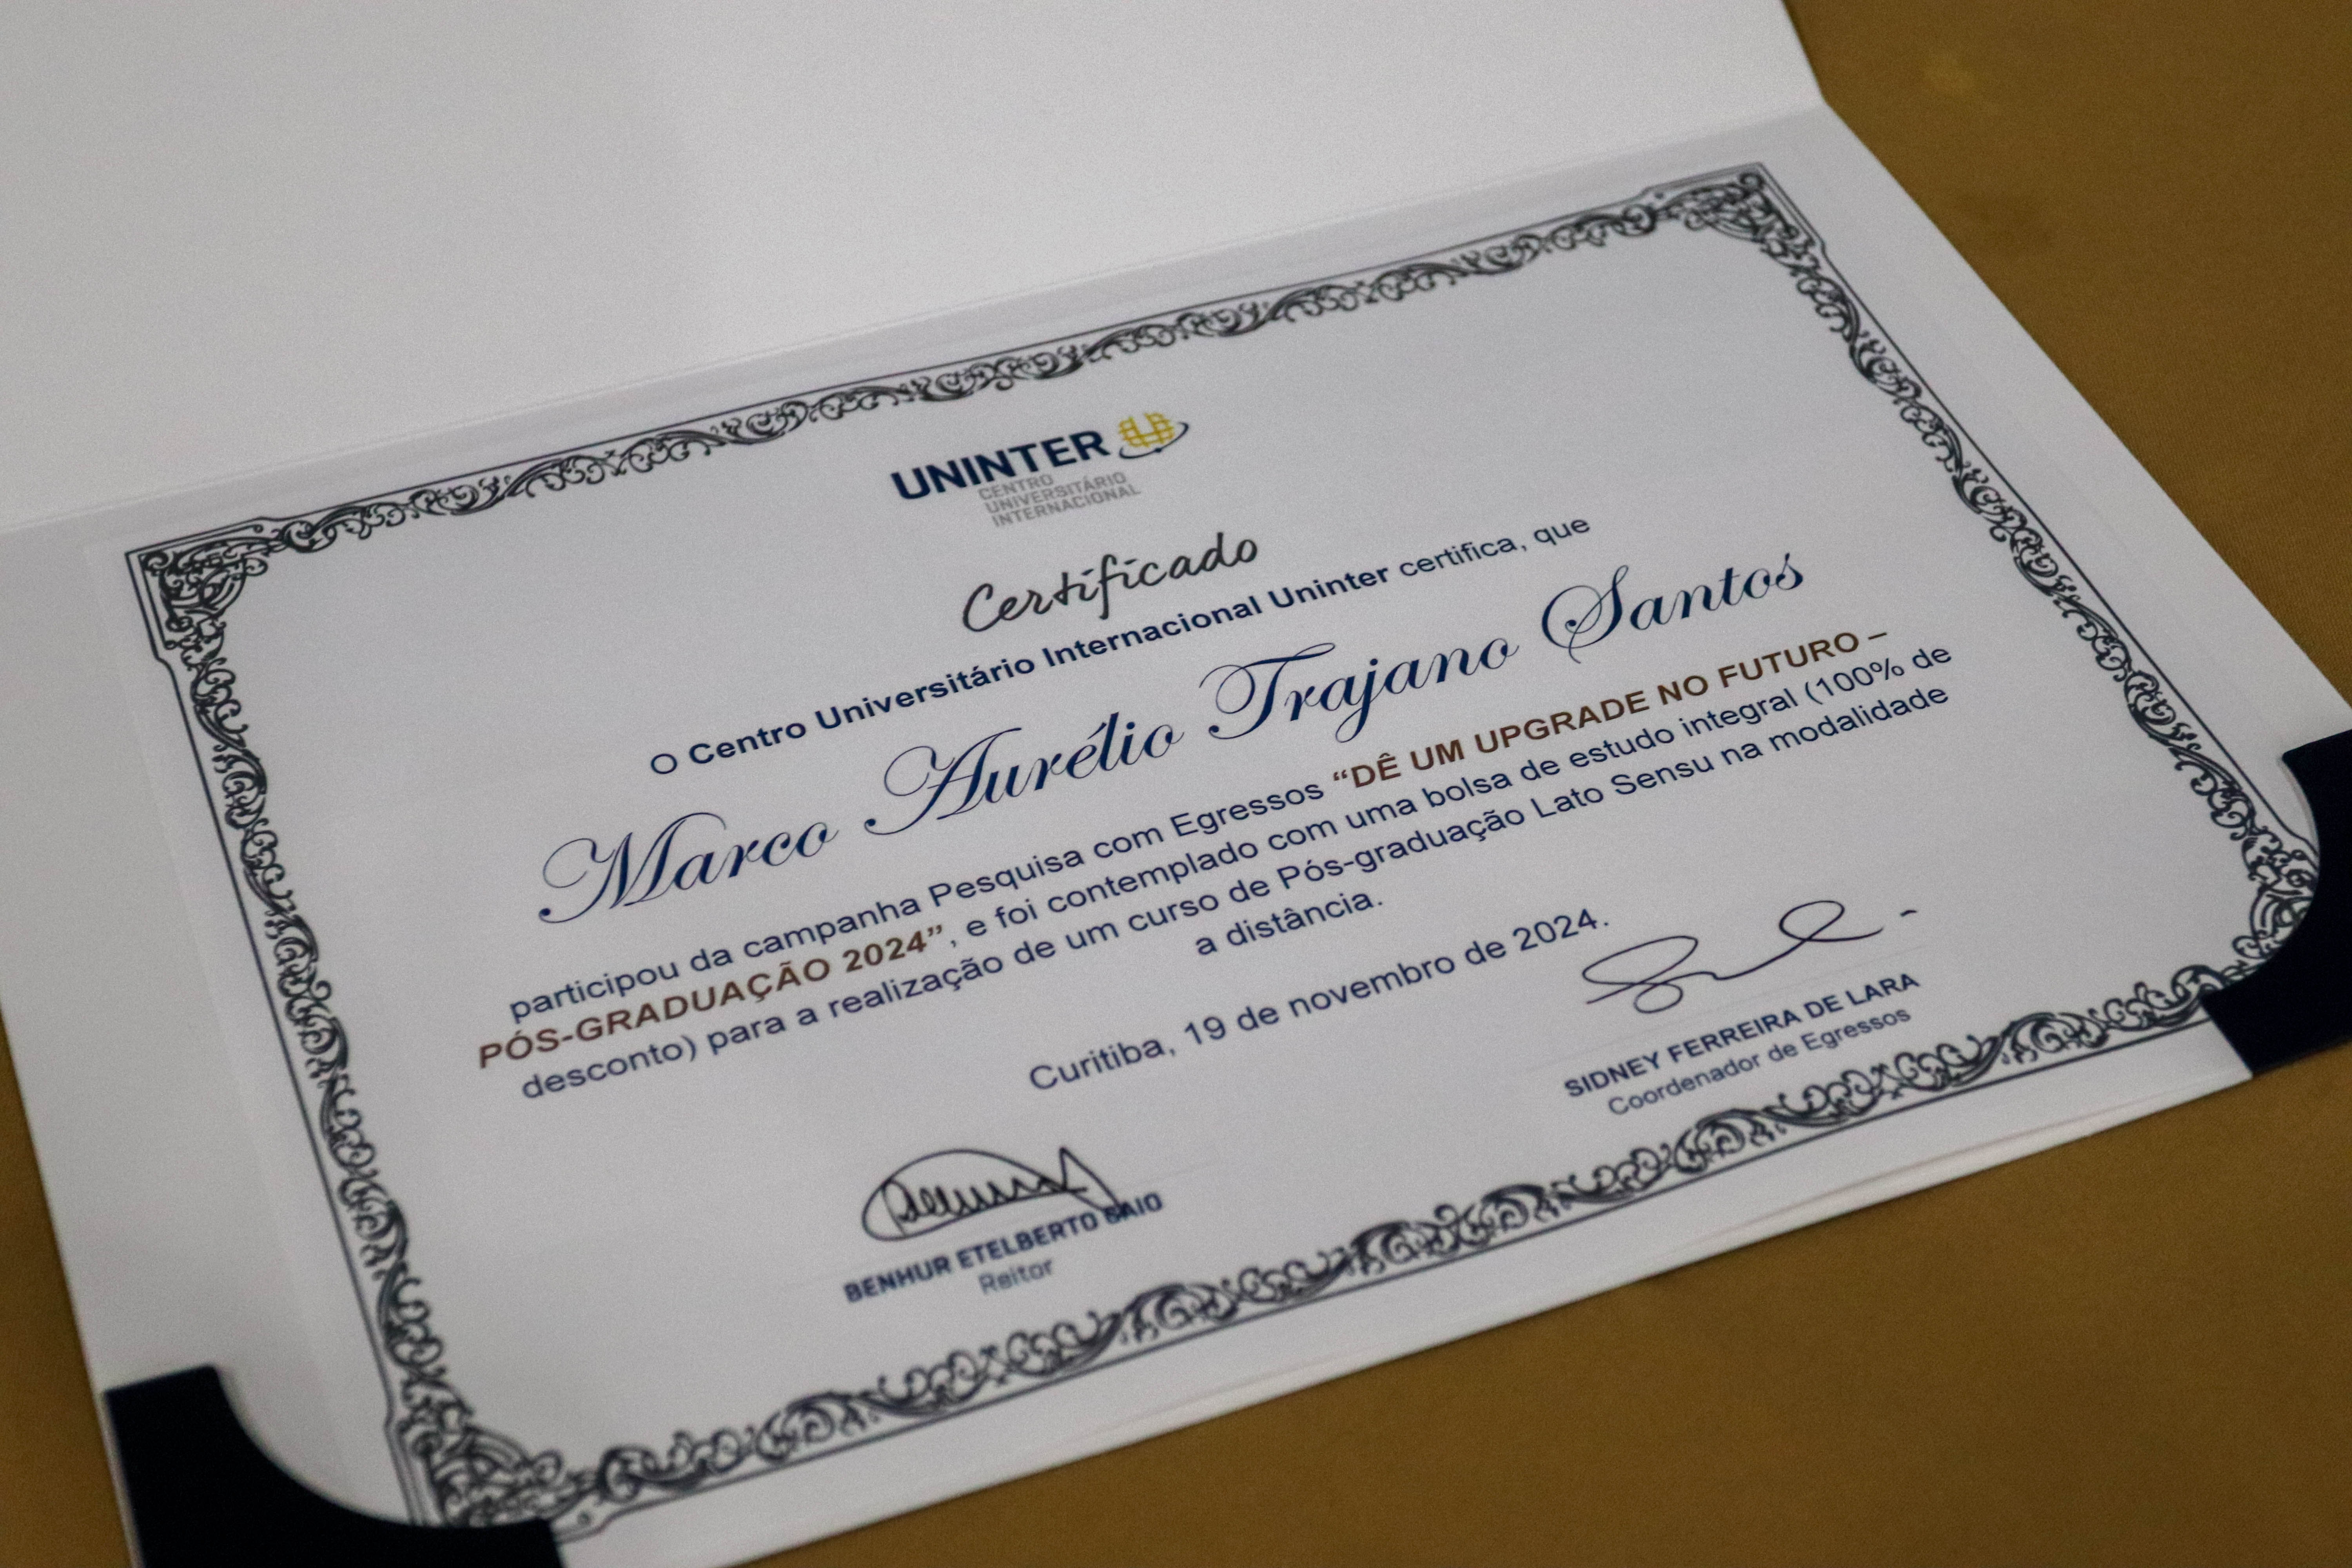 UNINTER
CENTRO
UNIVERSITÁRIO
INTERNACIONAL
Certificado
O Centro Universitário Internacional Uninter certifica, que
Marco Aurélio Trajano Santos
participou da campanha Pesquisa com Egressos “DÊ UM UPGRADE NO FUTURO –
PÓS-GRADUAÇÃO 2024”, e foi contemplado com uma bolsa de estudo integral (100% de
desconto) para a realização de um curso de Pós-graduação Lato Sensu na modalidade
a distância.
Curitiba, 19 de novembro de 2024.
SIDNEY FERREIRA DE LARA
Coordenador de Egressos
BENHUR ETELBERTO GAIO
Reitor